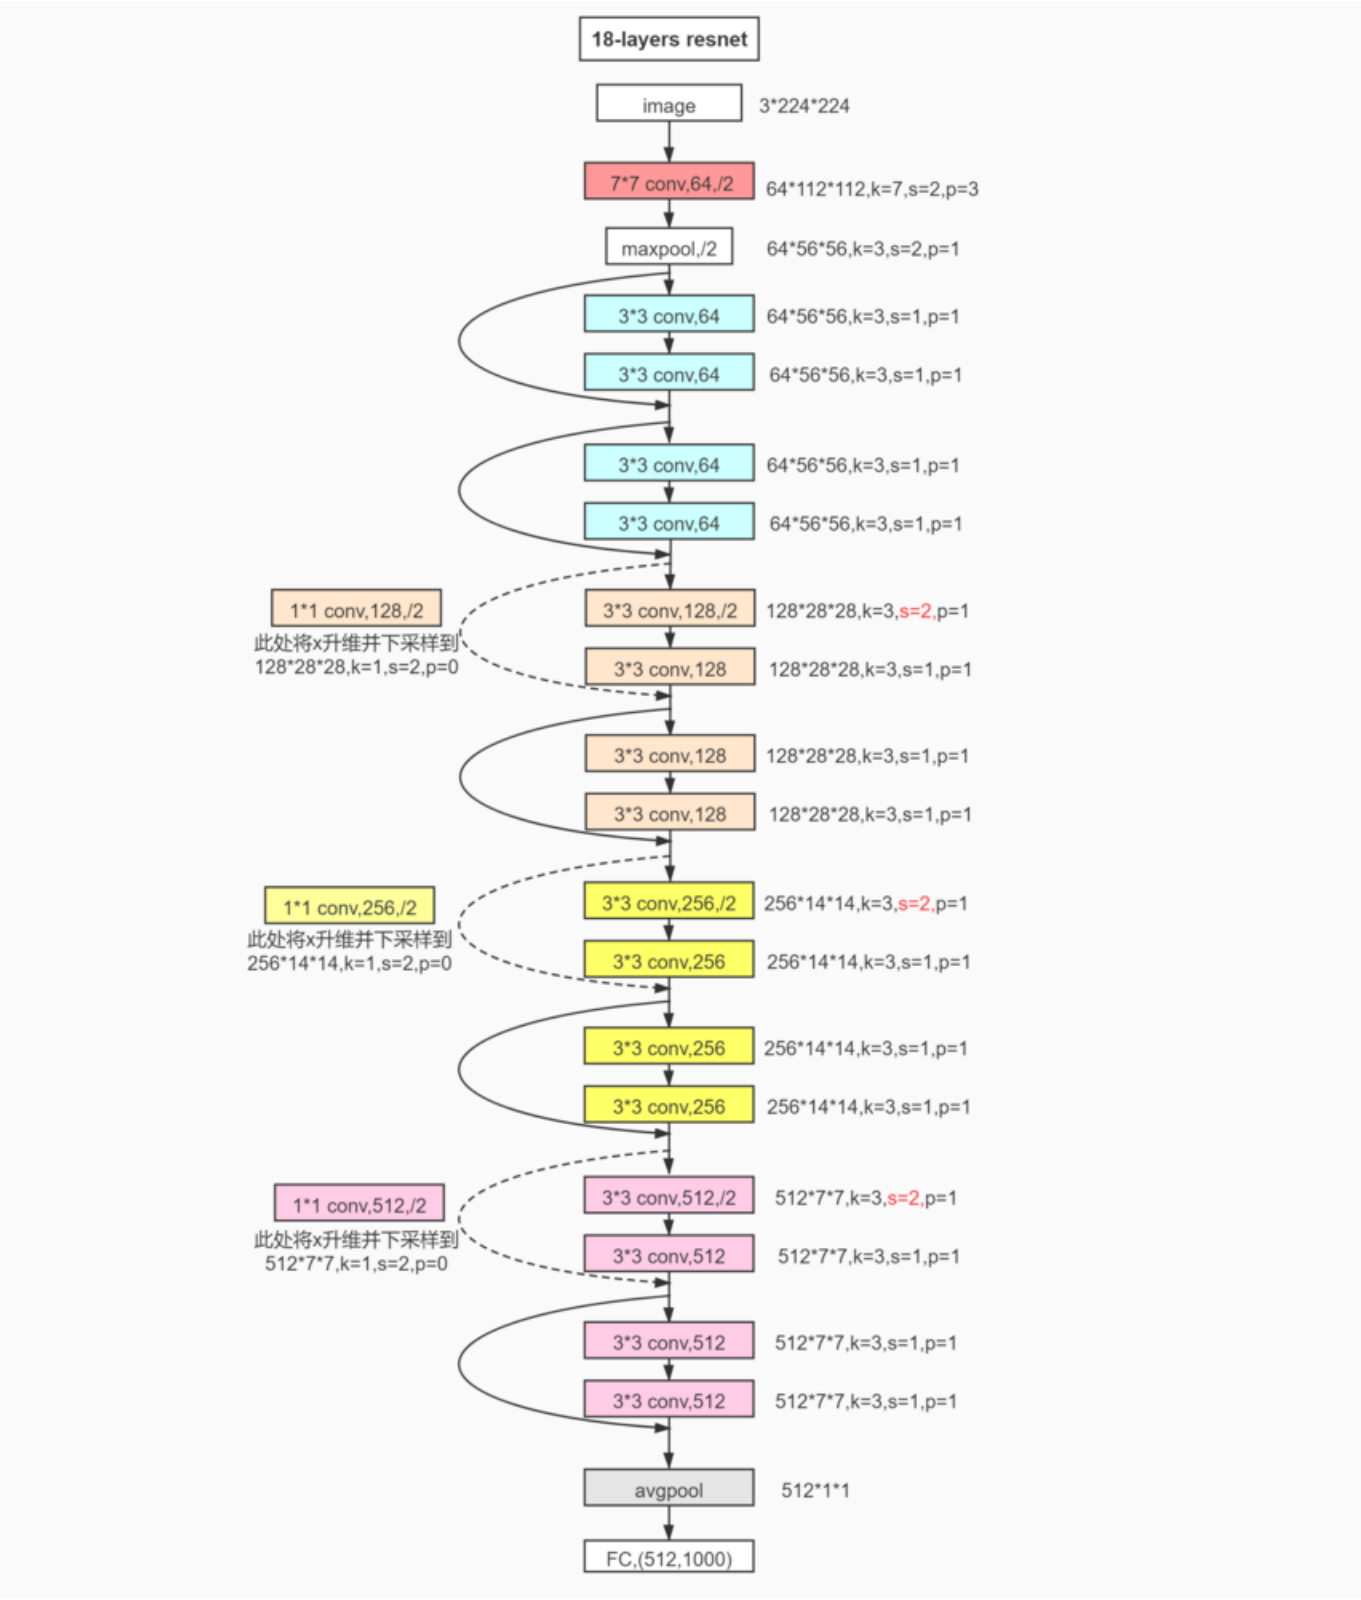 18-layers resnet
image 3*224*224
7*7 conv,64,/2 64*112*112,k=7,s=2,p=3
maxpool,/2 64*56*56,k=3,s=2,p=1
3*3 conv,64 64*56*56,k=3,s=1,p=1
3*3 conv,64 64*56*56,k=3,s=1,p=1
3*3 conv,64 64*56*56,k=3,s=1,p=1
3*3 conv,64 64*56*56,k=3,s=1,p=1
1*1 conv,128,/2 3*3 conv,128,/2 128*28*28,k=3,s=2,p=1
此处将x升维并下采样到
128*28*28,k=1,s=2,p=0
3*3 conv,128 128*28*28,k=3,s=1,p=1
3*3 conv,128 128*28*28,k=3,s=1,p=1
3*3 conv,128 128*28*28,k=3,s=1,p=1
1*1 conv,256,/2 3*3 conv,256,/2 256*14*14,k=3,s=2,p=1
此处将x升维并下采样到
256*14*14,k=1,s=2,p=0
3*3 conv,256 256*14*14,k=3,s=1,p=1
3*3 conv,256 256*14*14,k=3,s=1,p=1
3*3 conv,256 256*14*14,k=3,s=1,p=1
1*1 conv,512,/2 3*3 conv,512,/2 512*7*7,k=3,s=2,p=1
此处将x升维并下采样到
512*7*7,k=1,s=2,p=0
3*3 conv,512 512*7*7,k=3,s=1,p=1
3*3 conv,512 512*7*7,k=3,s=1,p=1
3*3 conv,512 512*7*7,k=3,s=1,p=1
avgpool 512*1*1
FC,(512,1000)